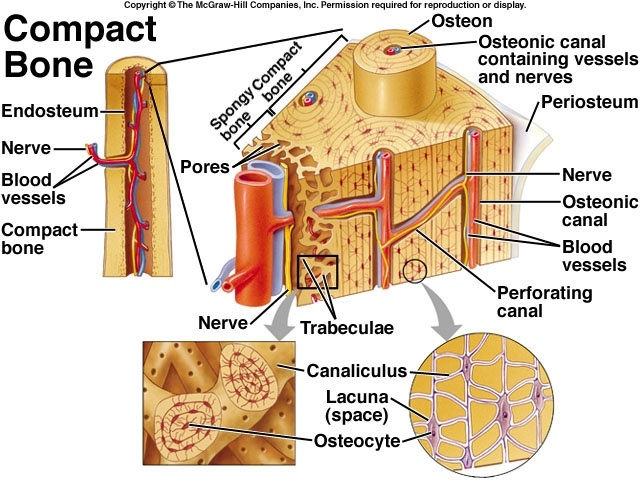 Copyright © The McGraw-Hill Companies, Inc. Permission required for reproduction or display.
Compact
Bone
Endosteum
Nerve
Blood
vessels
Compact
bone
Spongy
bone
Compact
bone
Pores
Osteon
Osteonic canal
containing vessels
and nerves
Periosteum
Nerve
Osteonic
canal
Blood
vessels
Perforating
canal
Nerve
Trabeculae
Canaliculus
Lacuna
(space)
Osteocyte